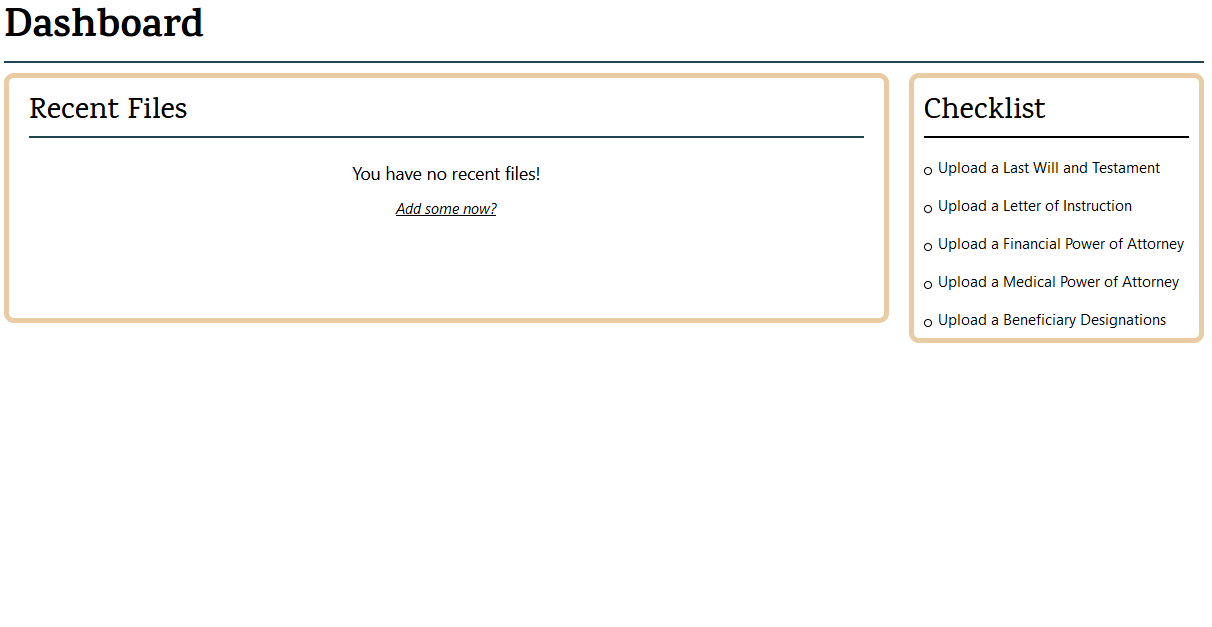 Dashboard
Recent Files
You have no recent files!
Add some now?
Checklist
Upload a Last Will and Testament
Upload a Letter of Instruction
Upload a Financial Power of Attorney
Upload a Medical Power of Attorney
Upload a Beneficiary Designations